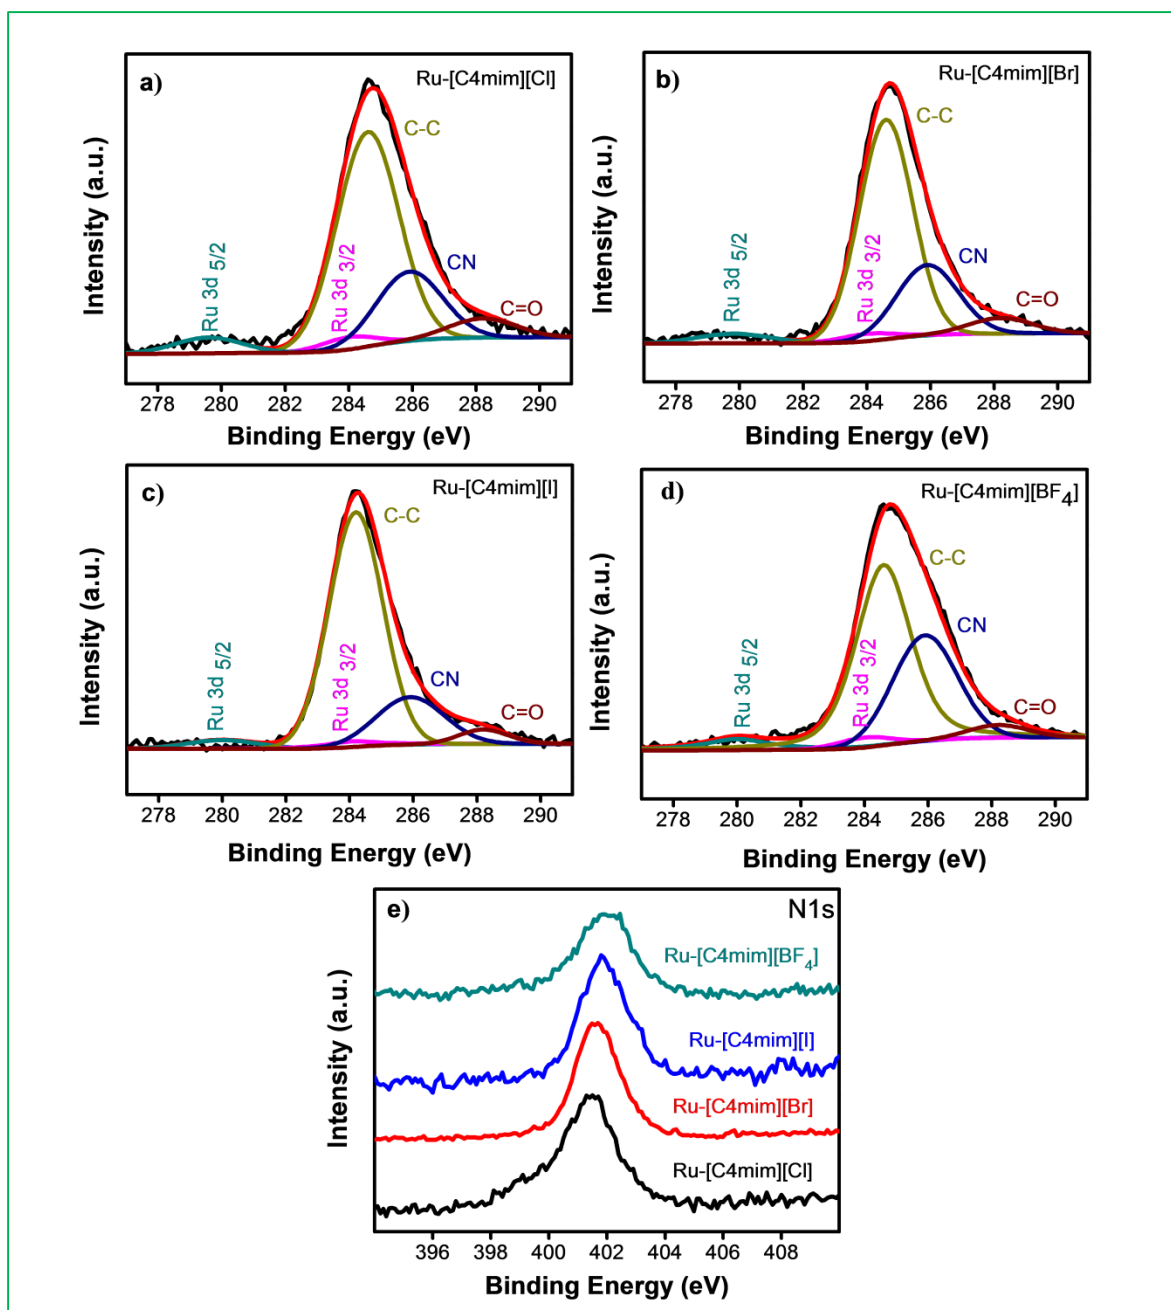 a)
Ru-[C4mim][Cl]
C-C
Ru 3d 5/2
Ru 3d 3/2
CN
C=O
Intensity (a.u.)
278 280 282 284 286 288 290
Binding Energy (eV)
b)
Ru-[C4mim][Br]
C-C
Ru 3d 5/2
Ru 3d 3/2
CN
C=O
Intensity (a.u.)
278 280 282 284 286 288 290
Binding Energy (eV)
c)
Ru-[C4mim][I]
C-C
Ru 3d 5/2
Ru 3d 3/2
CN
C=O
Intensity (a.u.)
278 280 282 284 286 288 290
Binding Energy (eV)
d)
Ru-[C4mim][BF4]
C-C
Ru 3d 5/2
Ru 3d 3/2
CN
C=O
Intensity (a.u.)
278 280 282 284 286 288 290
Binding Energy (eV)
e)
N1s
Ru-[C4mim][BF4]
Ru-[C4mim][I]
Ru-[C4mim][Br]
Ru-[C4mim][Cl]
Intensity (a.u.)
396 398 400 402 404 406 408
Binding Energy (eV)